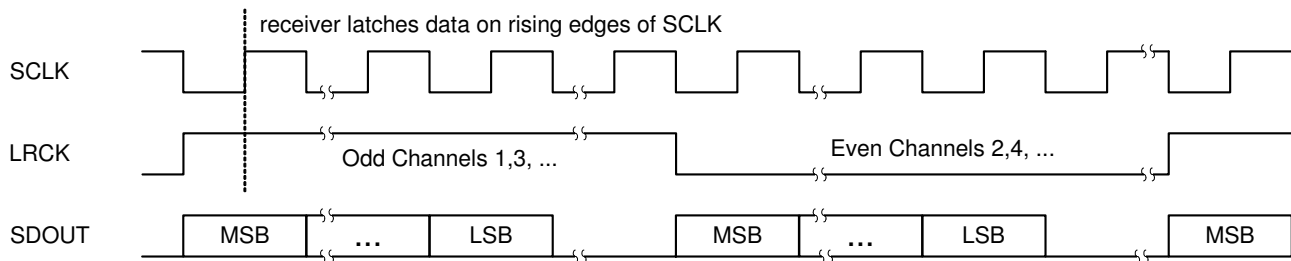 receiver latches data on rising edges of SCLK
SCLK
LRCK
Odd Channels 1,3, ...
Even Channels 2,4, ...
SDOUT
MSB
...
LSB
MSB
...
LSB
MSB